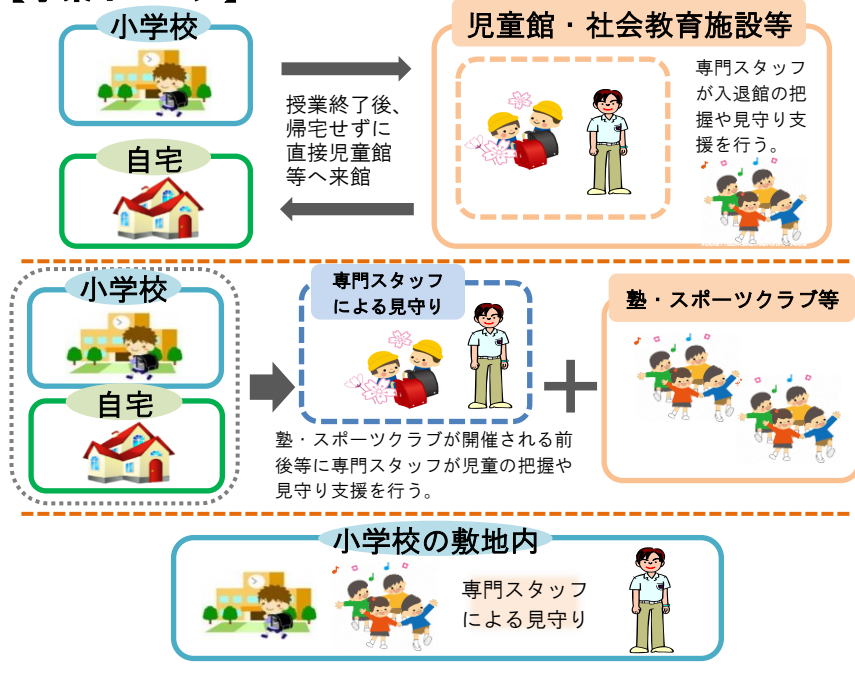 小学校
児童館・社会教育施設等
専門スタッフ
が入退館の把
握や見守り支
援を行う。
授業終了後、
帰宅せずに
直接児童館
等へ来館
自宅
小学校
自宅
専門スタッフ
による見守り
塾・スポーツクラブ等
塾・スポーツクラブが開催される前
後等に専門スタッフが児童の把握や
見守り支援を行う。
小学校の敷地内
専門スタッフ
による見守り